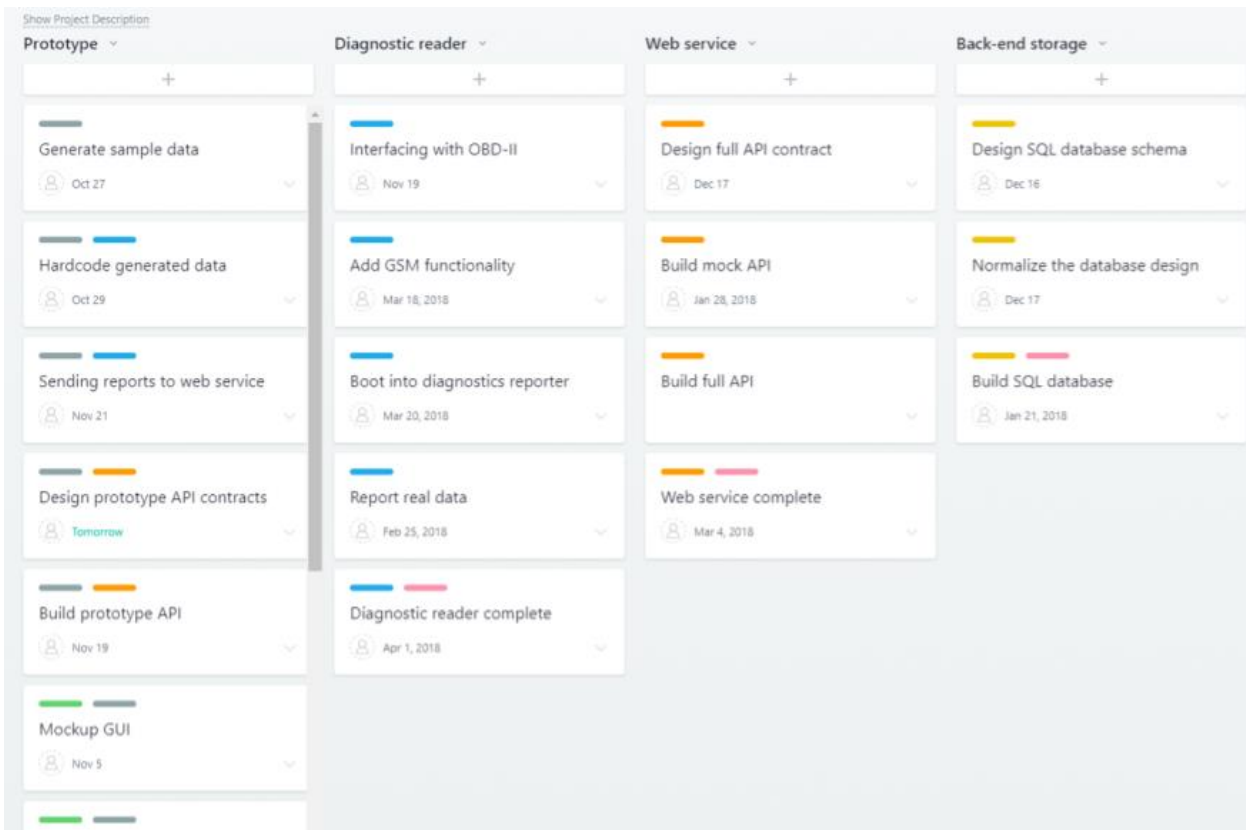 Show Project Description
Prototype
Diagnostic reader
Web service
Back-end storage
+
+
+
+
Generate sample data
Oct 27
Hardcode generated data
Oct 29
Sending reports to web service
Nov 21
Design prototype API contracts
Tomorrow
Build prototype API
Nov 19
Mockup GUI
Nov 5
Interfacing with OBD-II
Nov 19
Add GSM functionality
Mar 18, 2018
Boot into diagnostics reporter
Mar 20, 2018
Report real data
Feb 25, 2018
Diagnostic reader complete
Apr 1, 2018
Design full API contract
Dec 17
Build mock API
Jan 28, 2018
Build full API
Web service complete
Mar 4, 2018
Design SQL database schema
Dec 16
Normalize the database design
Dec 17
Build SQL database
Jan 21, 2018